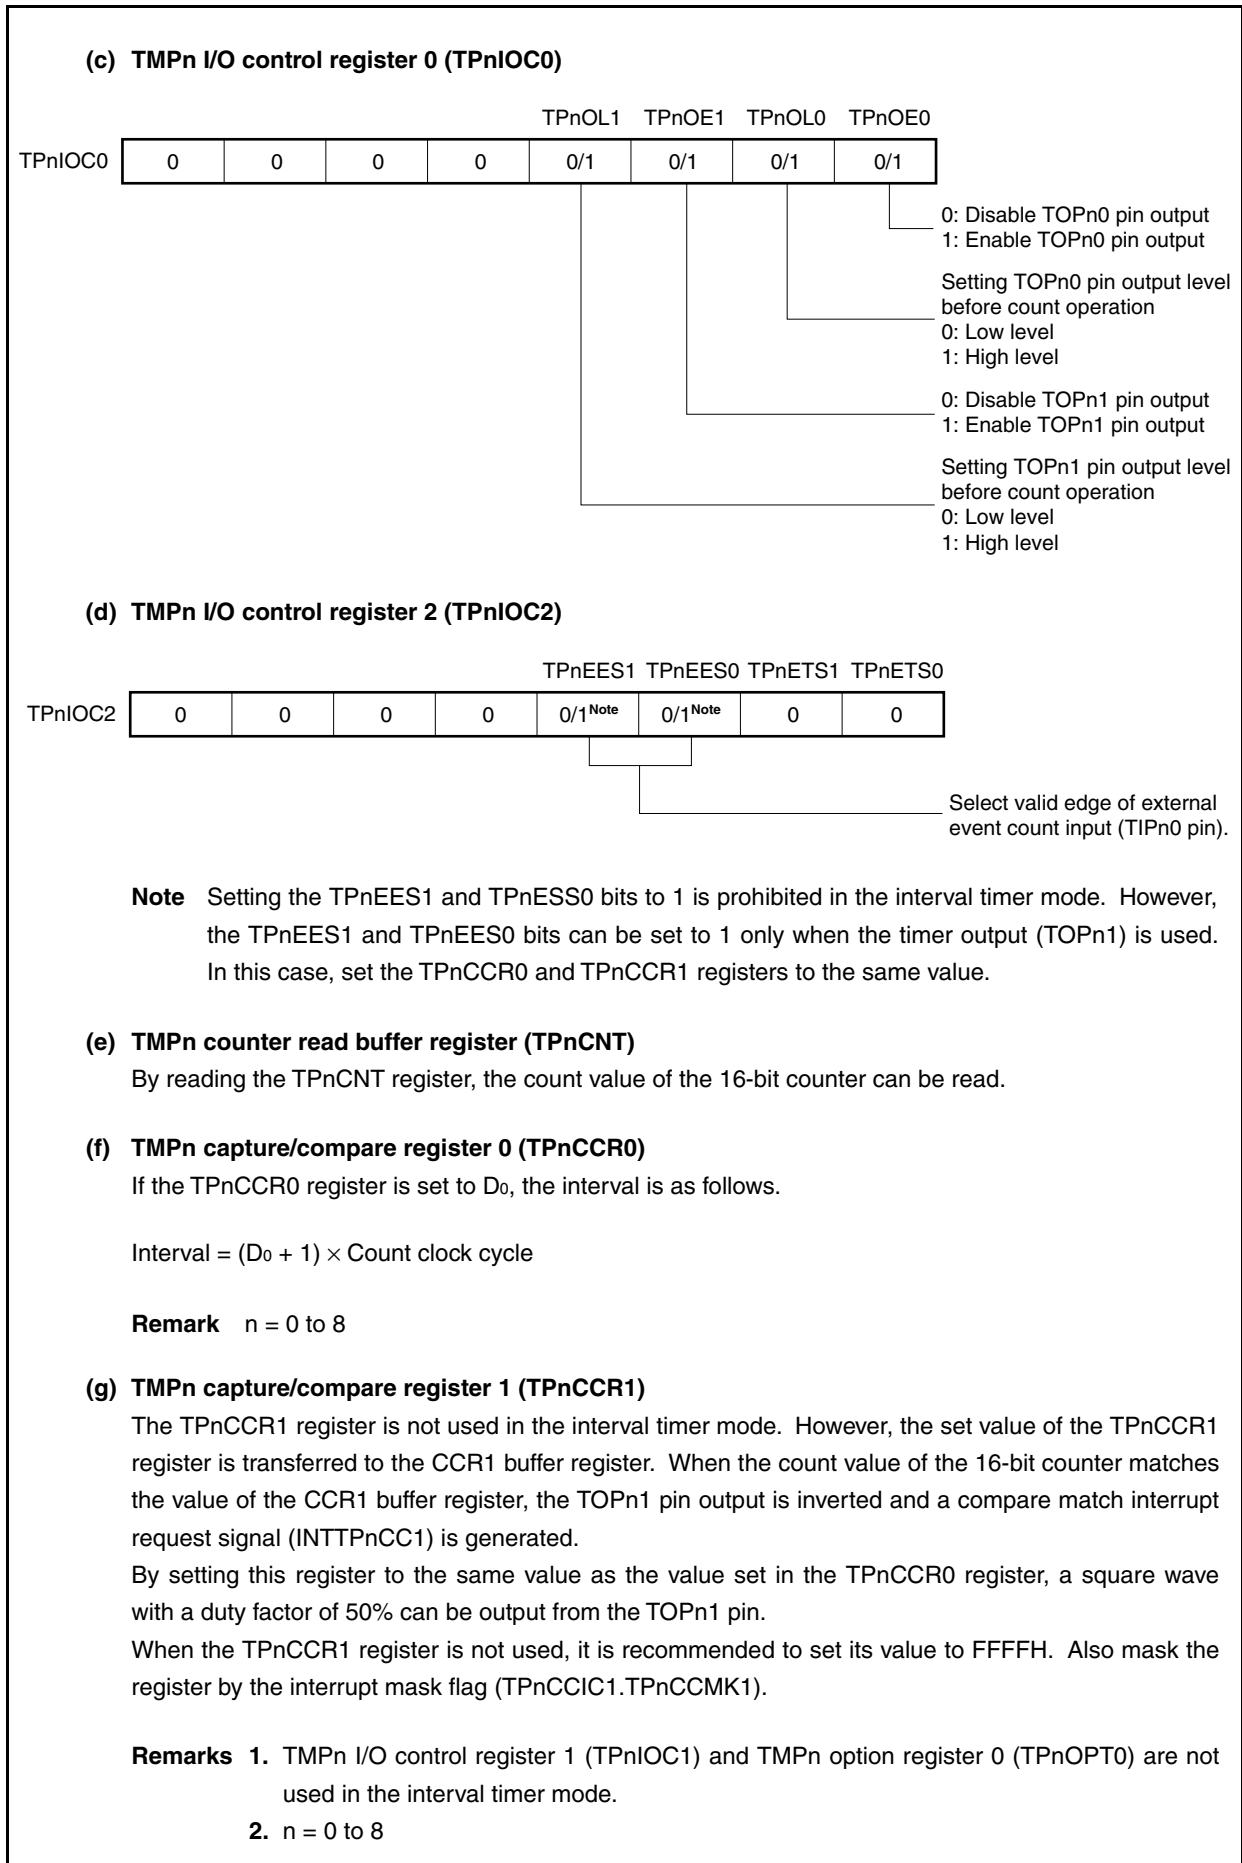 (c) TMPn I/O control register 0 (TPnIOC0)
TPnOL1 TPnOE1 TPnOL0 TPnOE0
TPnIOC0 0 0 0 0 0/1 0/1 0/1 0/1
0: Disable TOPn0 pin output
1: Enable TOPn0 pin output
Setting TOPn0 pin output level
before count operation
0: Low level
1: High level
0: Disable TOPn1 pin output
1: Enable TOPn1 pin output
Setting TOPn1 pin output level
before count operation
0: Low level
1: High level
(d) TMPn I/O control register 2 (TPnIOC2)
TPnEES1 TPnEES0 TPnETS1 TPnETS0
TPnIOC2 0 0 0 0 0/1Note 0/1Note 0 0
Select valid edge of external
event count input (TIPn0 pin).
Note Setting the TPnEES1 and TPnESS0 bits to 1 is prohibited in the interval timer mode. However,
the TPnEES1 and TPnEES0 bits can be set to 1 only when the timer output (TOPn1) is used.
In this case, set the TPnCCR0 and TPnCCR1 registers to the same value.
(e) TMPn counter read buffer register (TPnCNT)
By reading the TPnCNT register, the count value of the 16-bit counter can be read.
(f) TMPn capture/compare register 0 (TPnCCR0)
If the TPnCCR0 register is set to D0, the interval is as follows.
Interval = (D0 + 1) × Count clock cycle
Remark n = 0 to 8
(g) TMPn capture/compare register 1 (TPnCCR1)
The TPnCCR1 register is not used in the interval timer mode. However, the set value of the TPnCCR1
register is transferred to the CCR1 buffer register. When the count value of the 16-bit counter matches
the value of the CCR1 buffer register, the TOPn1 pin output is inverted and a compare match interrupt
request signal (INTTPnCC1) is generated.
By setting this register to the same value as the value set in the TPnCCR0 register, a square wave
with a duty factor of 50% can be output from the TOPn1 pin.
When the TPnCCR1 register is not used, it is recommended to set its value to FFFFH. Also mask the
register by the interrupt mask flag (TPnCCIC1.TPnCCMK1).
Remarks 1. TMPn I/O control register 1 (TPnIOC1) and TMPn option register 0 (TPnOPT0) are not
used in the interval timer mode.
2. n = 0 to 8